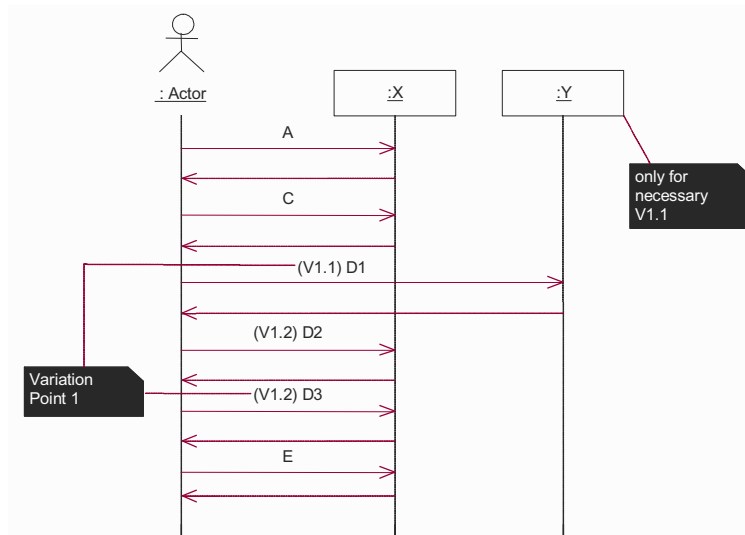 : Actor
:X
:Y
A
only for
necessary
V1.1
C
(V1.1) D1
(V1.2) D2
Variation
Point 1
(V1.2) D3
E